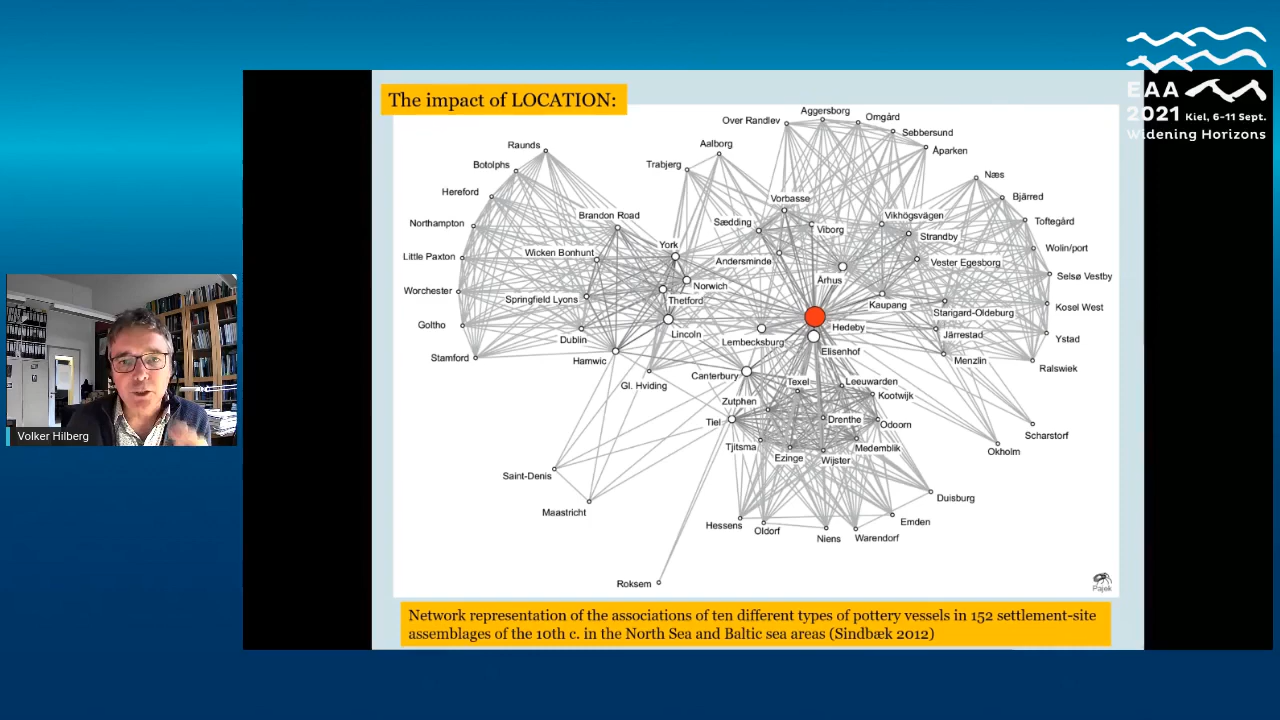 The impact of LOCATION:
EAA
2021 Kiel, 6-11 Sept.
Widening Horizons
Aggersborg
Over Randlev
Omgård
Sebbersund
Åparken
Raunds
Aalborg
Botolphs
Trabjerg
Næs
Hereford
Bjärred
Vorbasse
Northampton
Brandon Road
Sædding
Viborg
Vikhögsvägen
Toftegård
Strandby
York
Wicken Bonhunt
Little Paxton
Andersminde
Vester Egesborg
Wolin/port
Selsø Vestby
Århus
Norwich
Worchester
Springfield Lyons
Thetford
Kaupang
Starigard-Oldeburg
Kosel West
Goltho
Dublin
Lincoln
Lembecksburg
Hedeby
Järrestad
Ystad
Elisenhof
Stamford
Hamwic
Menzlin
Ralswiek
Gl. Hviding
Canterbury
Texel
Leeuwarden
Kootwijk
Zutphen
Tiel
Drenthe
Odoorn
Scharstorf
Tjitsma
Ezinge
Wijster
Medemblik
Okholm
Volker Hilberg
Saint-Denis
Maastricht
Duisburg
Hessens
Oldorf
Niens
Warendorf
Emden
Roksem
Pajek
Network representation of the associations of ten different types of pottery vessels in 152 settlement-site
assemblages of the 10th c. in the North Sea and Baltic sea areas (Sindbæk 2012)